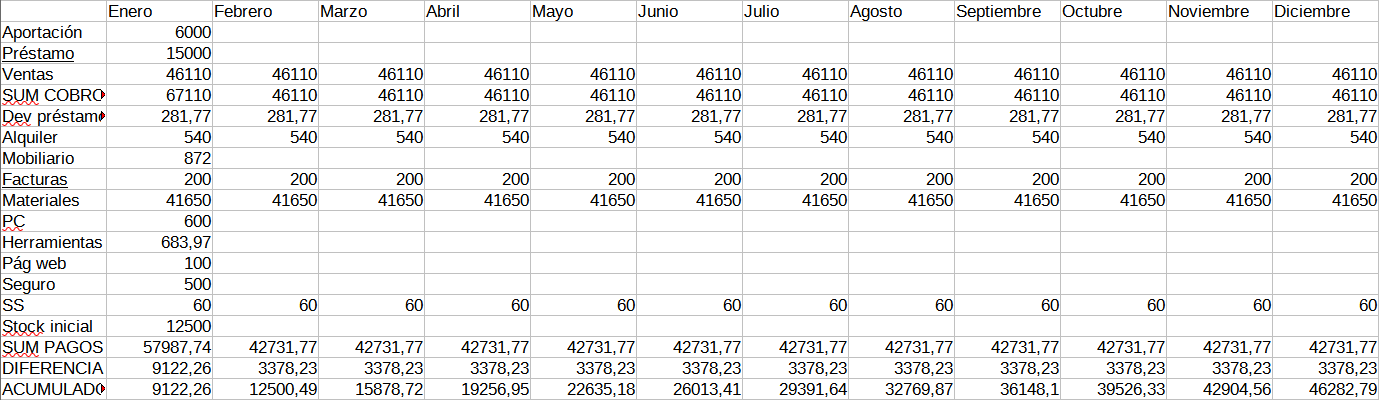 Enero Febrero Marzo Abril Mayo Junio Julio Agosto Septiembre Octubre Noviembre Diciembre
Aportación 6000
Préstamo 15000
Ventas 46110 46110 46110 46110 46110 46110 46110 46110 46110 46110 46110 46110
SUM COBRO 67110 46110 46110 46110 46110 46110 46110 46110 46110 46110 46110 46110
Dev préstamo 281,77 281,77 281,77 281,77 281,77 281,77 281,77 281,77 281,77 281,77 281,77 281,77
Alquiler 540 540 540 540 540 540 540 540 540 540 540 540
Mobiliario 872
Facturas 200 200 200 200 200 200 200 200 200 200 200 200
Materiales 41650 41650 41650 41650 41650 41650 41650 41650 41650 41650 41650 41650
PC 600
Herramientas 683,97
Pág web 100
Seguro 500
SS 60 60 60 60 60 60 60 60 60 60 60 60
Stock inicial 12500
SUM PAGOS 57987,74 42731,77 42731,77 42731,77 42731,77 42731,77 42731,77 42731,77 42731,77 42731,77 42731,77 42731,77
DIFERENCIA 9122,26 3378,23 3378,23 3378,23 3378,23 3378,23 3378,23 3378,23 3378,23 3378,23 3378,23 3378,23
ACUMULADO 9122,26 12500,49 15878,72 19256,95 22635,18 26013,41 29391,64 32769,87 36148,1 39526,33 42904,56 46282,79